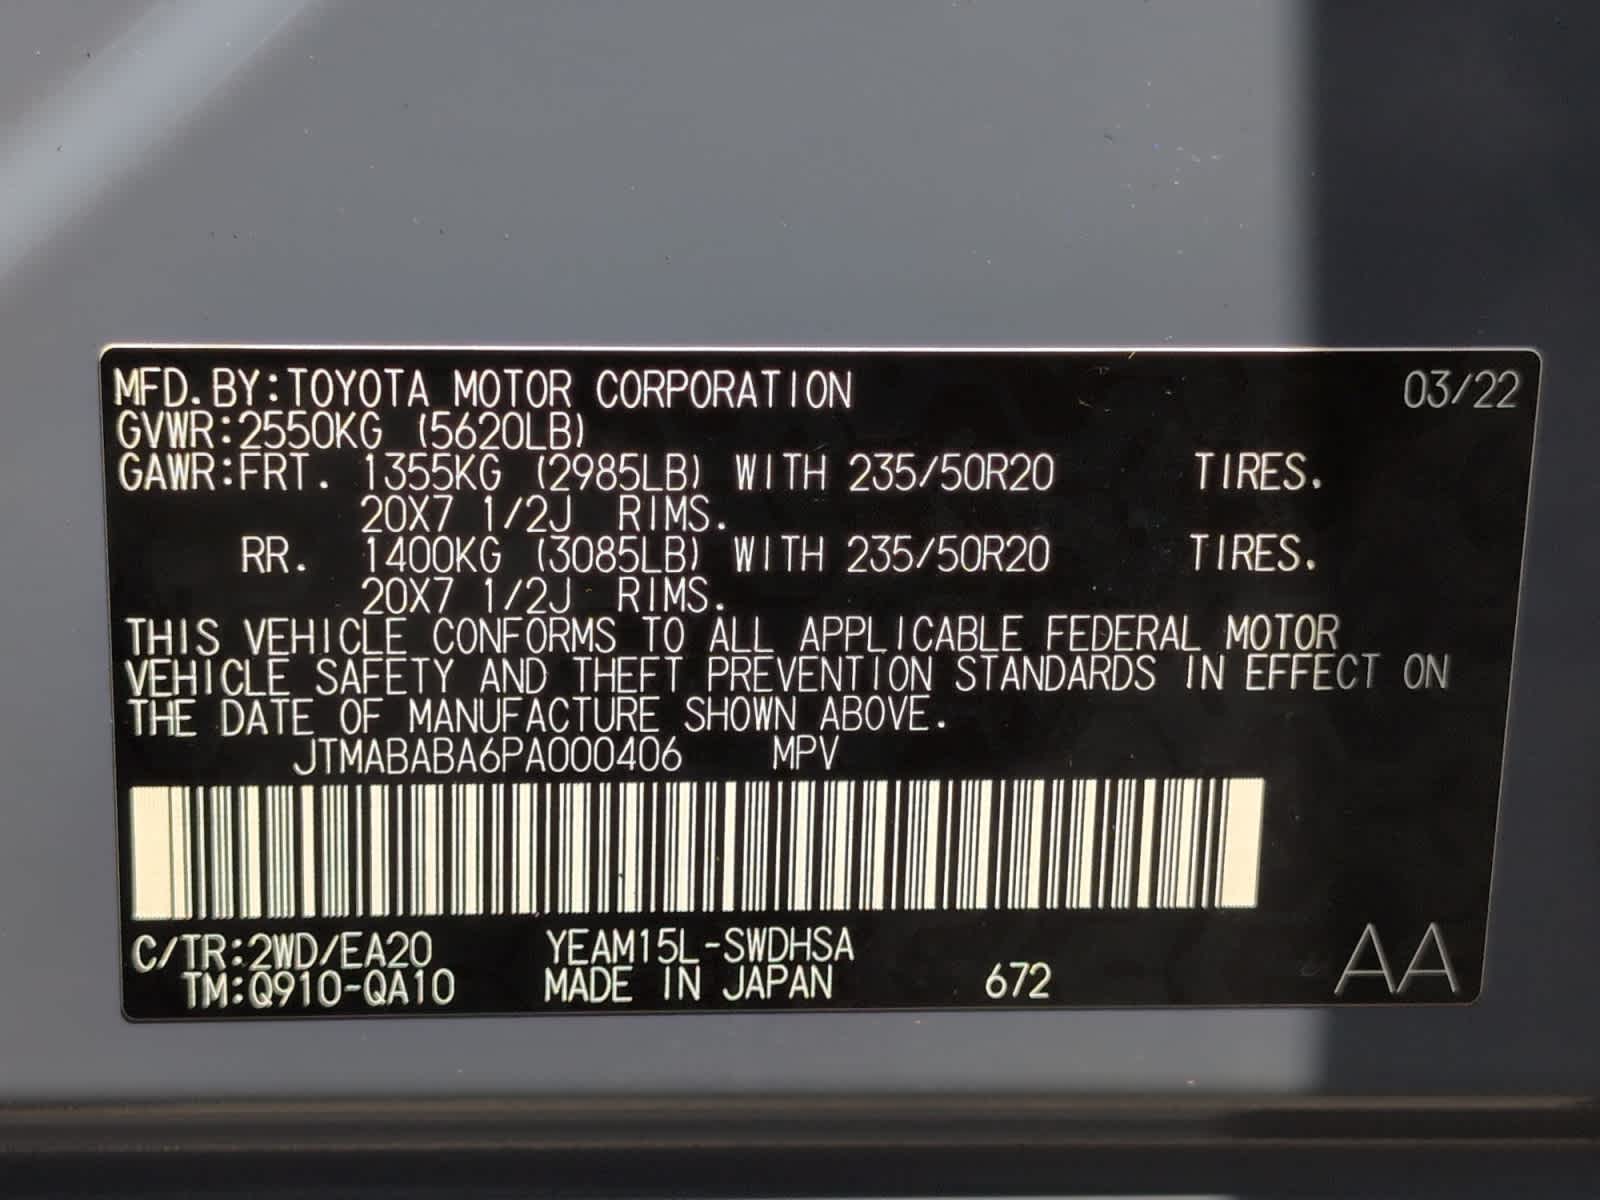 MFD.BY:TOYOTA MOTOR CORPORATION 03/22
GVWR:2550KG (5620LB)
GAWR:FRT. 1355KG (2985LB) WITH 235/50R20 TIRES.
20X7 1/2J RIMS.
RR. 1400KG (3085LB) WITH 235/50R20 TIRES.
20X7 1/2J RIMS.
THIS VEHICLE CONFORMS TO ALL APPLICABLE FEDERAL MOTOR
VEHICLE SAFETY AND THEFT PREVENTION STANDARDS IN EFFECT ON
THE DATE OF MANUFACTURE SHOWN ABOVE.
JTMABABA6PA000406 MPV
C/TR:2WD/EA20 YEAM15L-SWDHSA
TM:Q910-QA10 MADE IN JAPAN 672 AA